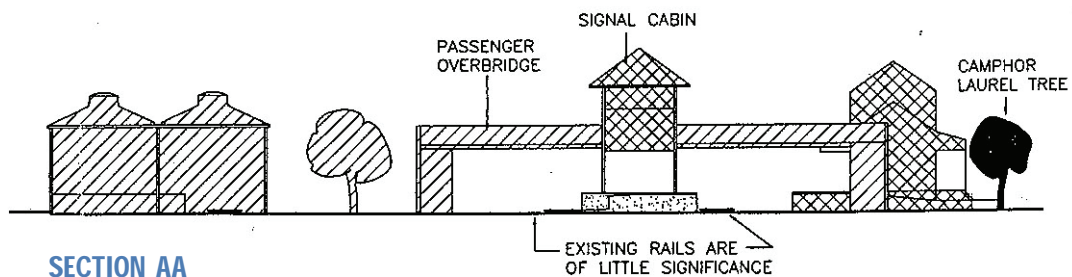 SIGNAL CABIN
PASSENGER
OVERBRIDGE
CAMPHOR
LAUREL TREE
EXISTING RAILS ARE
OF LITTLE SIGNIFICANCE
SECTION AA